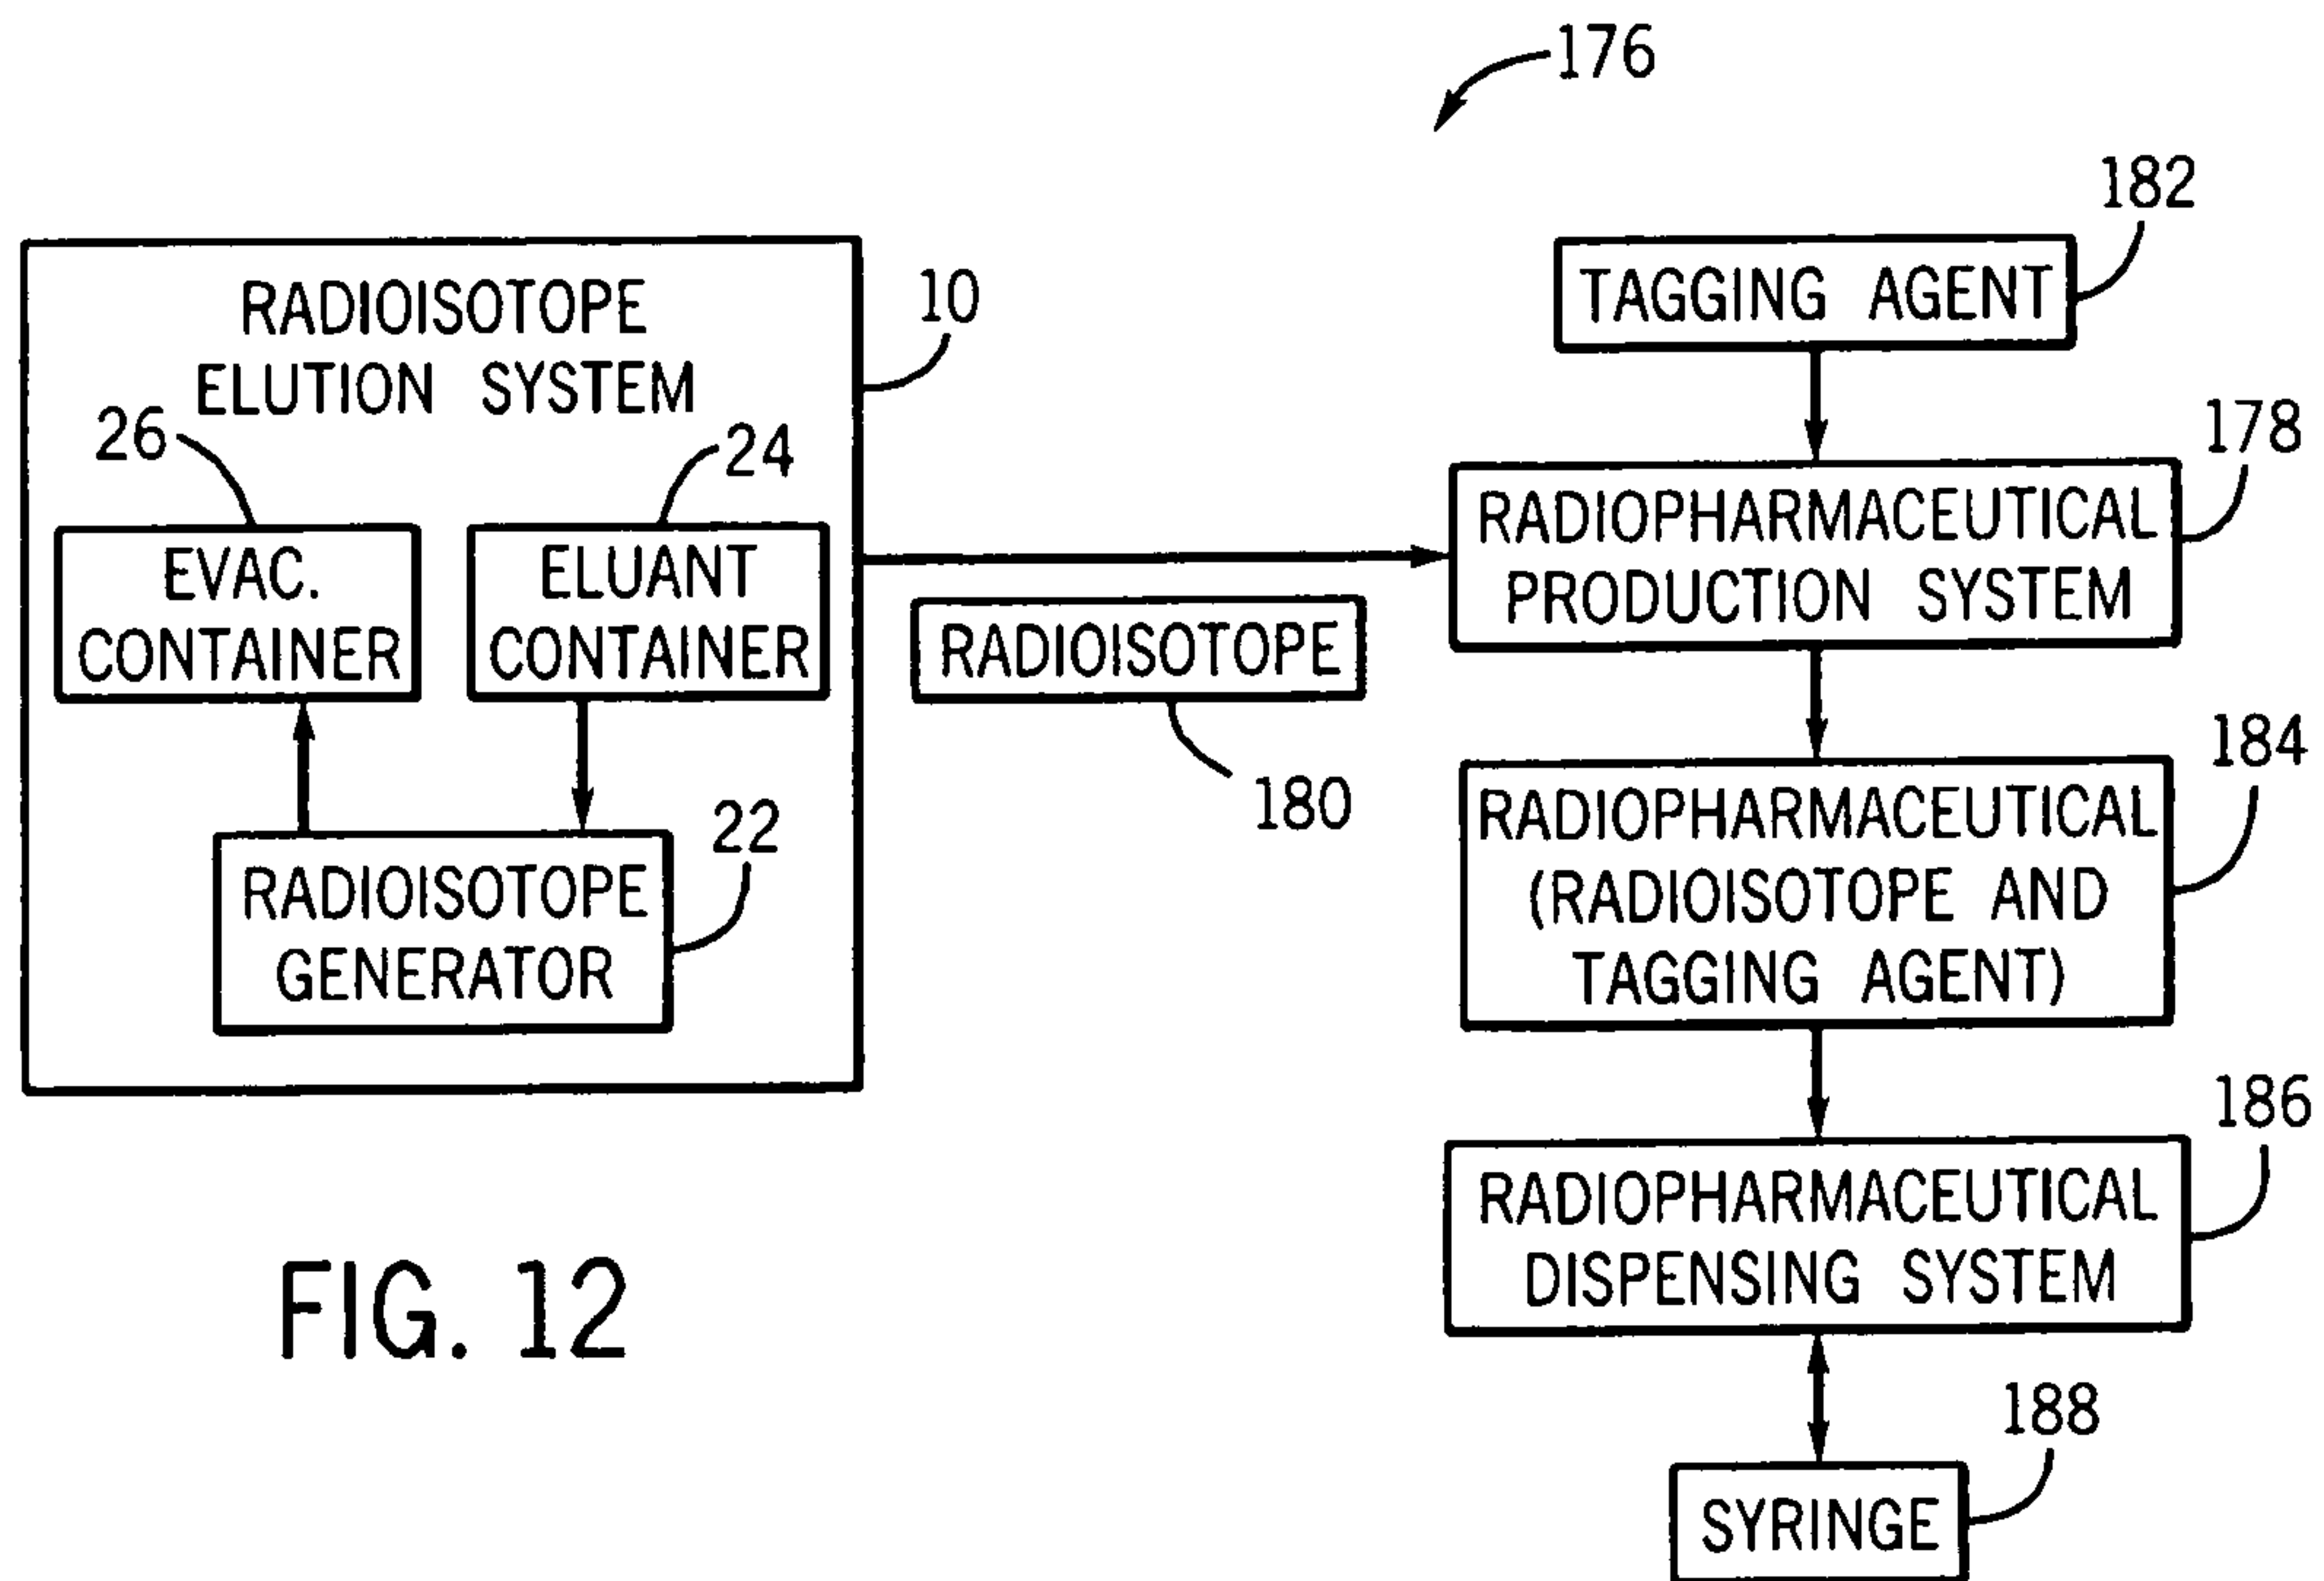 176
182
TAGGING AGENT
10
RADIOISOTOPE
ELUTION SYSTEM
26
24
EVAC.
CONTAINER
ELUANT
CONTAINER
22
RADIOISOTOPE
GENERATOR
RADIOISOTOPE
180
178
RADIOPHARMACEUTICAL
PRODUCTION SYSTEM
184
RADIOPHARMACEUTICAL
(RADIOISOTOPE AND
TAGGING AGENT)
186
RADIOPHARMACEUTICAL
DISPENSING SYSTEM
188
SYRINGE
FIG. 12